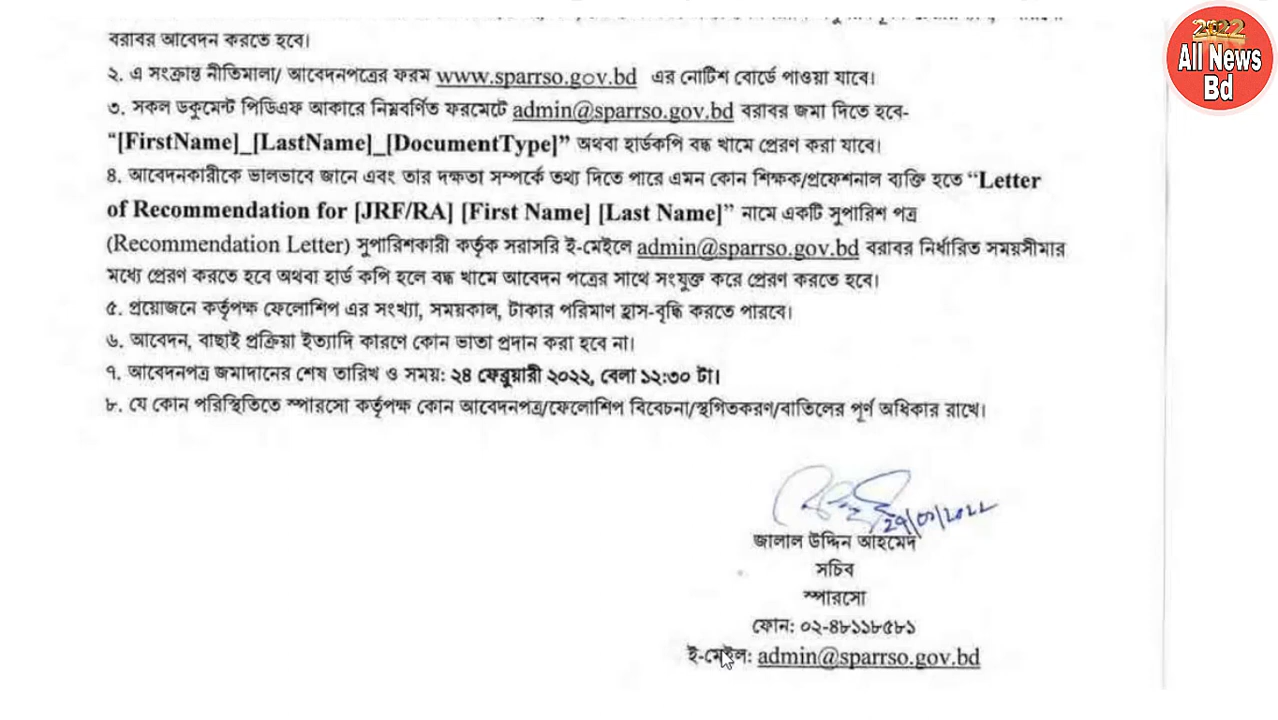 বরাবর আবেদন করতে হবে।
২. এ সংক্রান্ত নীতিমালা/ আবেদনপত্রের ফরম www.sparrso.gov.bd এর নোটিশ বোর্ডে পাওয়া যাবে।
৩. সকল ডকুমেন্ট পিডিএফ আকারে নিম্নবর্ণিত ফরমেটে admin@sparrso.gov.bd বরাবর জমা দিতে হবে-
“[FirstName]_[LastName]_[DocumentType]” অথবা হার্ডকপি বদ্ধ খামে প্রেরণ করা যাবে।
৪. আবেদনকারীকে ভালভাবে জানে এবং তার দক্ষতা সম্পর্কে তথ্য দিতে পারে এমন কোন শিক্ষক/প্রফেশনাল ব্যক্তি হতে “Letter
of Recommendation for [JRF/RA] [First Name] [Last Name]” নামে একটি সুপারিশ পত্র
(Recommendation Letter) সুপারিশকারী কর্তৃক সরাসরি ই-মেইলে admin@sparrso.gov.bd বরাবর নির্ধারিত সময়সীমার
মধ্যে প্রেরণ করতে হবে অথবা হার্ড কপি হলে বদ্ধ খামে আবেদন পত্রের সাথে সংযুক্ত করে প্রেরণ করতে হবে।
৫. প্রয়োজনে কর্তৃপক্ষ ফেলোশিপ এর সংখ্যা, সময়কাল, টাকার পরিমাণ হ্রাস-বৃদ্ধি করতে পারবে।
৬. আবেদন, বাছাই প্রক্রিয়া ইত্যাদি কারণে কোন ভাতা প্রদান করা হবে না।
৭. আবেদনপত্র জমাদানের শেষ তারিখ ও সময়: ২৪ ফেব্রুয়ারী ২০২২, বেলা ১২:৩০ টা।
৮. যে কোন পরিস্থিতিতে স্পারসো কর্তৃপক্ষ কোন আবেদনপত্র/ফেলোশিপ বিবেচনা/স্থগিতকরণ/বাতিলের পূর্ণ অধিকার রাখে।
জালাল উদ্দিন আহমেদ
সচিব
স্পারসো
ফোন: ০২-৪৮১১৮৫৮১
ই-মেইল: admin@sparrso.gov.bd
2022
All News
Bd